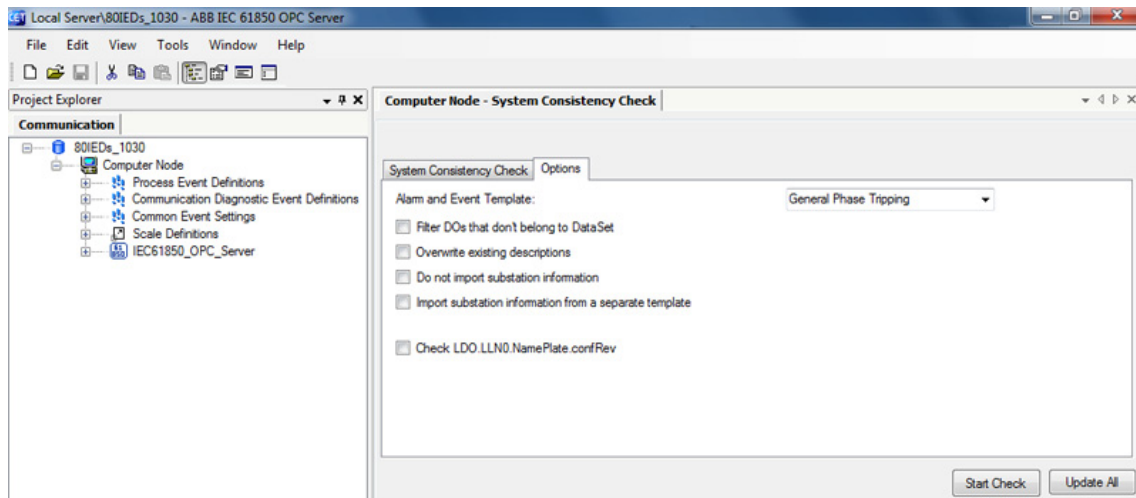 Local Server\80IEDs_1030 - ABB IEC 61850 OPC Server
File Edit View Tools Window Help
Project Explorer
Communication
80IEDs_1030
Computer Node
Process Event Definitions
Communication Diagnostic Event Definitions
Common Event Settings
Scale Definitions
IEC61850_OPC_Server
Computer Node - System Consistency Check
System Consistency Check Options
Alarm and Event Template: General Phase Tripping
Filter DOs that don't belong to DataSet
Overwrite existing descriptions
Do not import substation information
Import substation information from a separate template
Check LDO.LLN0.NamePlate.confRev
Start Check Update All